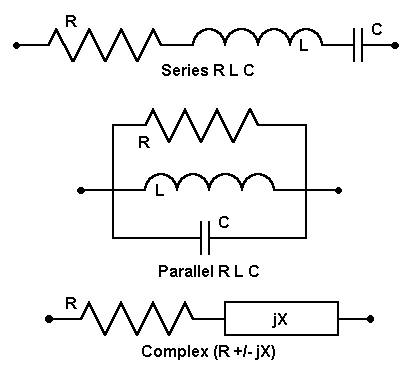 R
L
C
Series R L C
R
L
C
Parallel R L C
R
jX
Complex (R +/- jX)